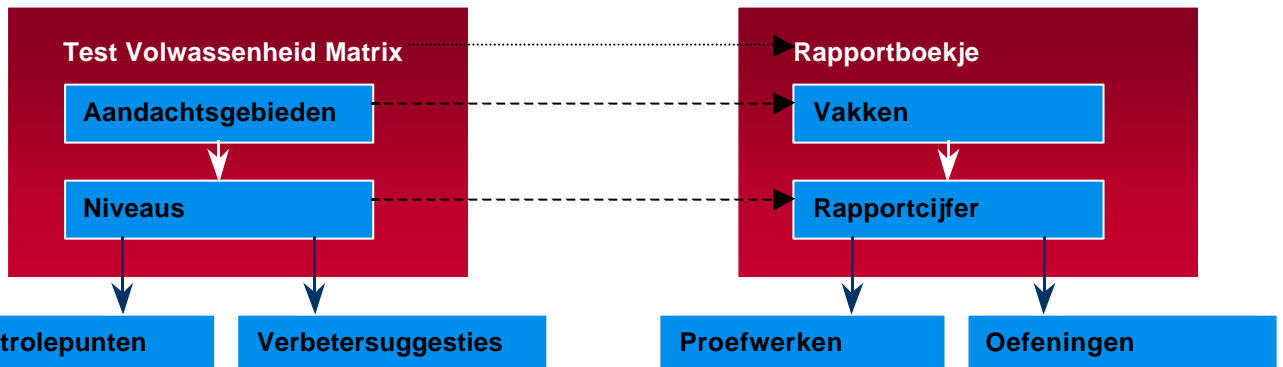 Test Volwassenheid Matrix
Aandachtsgebieden
Niveaus
trolepunten
Verbetersuggesties
Rapportboekje
Vakken
Rapportcijfer
Proefwerken
Oefeningen